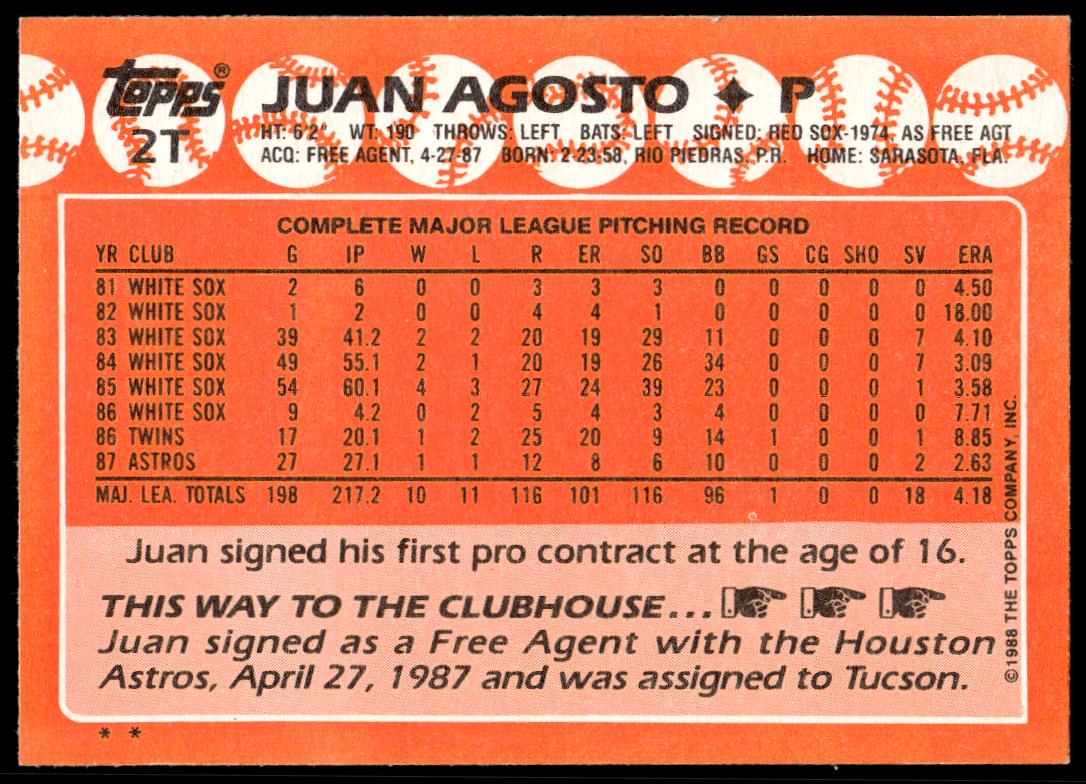 Topps® JUAN AGOSTO ✦ P
2T
HT: 6'2" WT: 190 THROWS: LEFT BATS: LEFT SIGNED: RED SOX-1974, AS FREE AGT
ACQ: FREE AGENT, 4-27-87 BORN: 2-23-58, RIO PIEDRAS, P.R. HOME: SARASOTA, FLA.
COMPLETE MAJOR LEAGUE PITCHING RECORD
YR CLUB G IP W L R ER SO BB GS CG SHO SV ERA
81 WHITE SOX 2 6 0 0 3 3 3 0 0 0 0 0 4.50
82 WHITE SOX 1 2 0 0 4 4 1 0 0 0 0 0 18.00
83 WHITE SOX 39 41.2 2 2 20 19 29 11 0 0 0 7 4.10
84 WHITE SOX 49 55.1 2 1 20 19 26 34 0 0 0 7 3.09
85 WHITE SOX 54 60.1 4 3 27 24 39 23 0 0 0 1 3.58
86 WHITE SOX 9 4.2 0 2 5 4 3 4 0 0 0 0 7.71
86 TWINS 17 20.1 1 2 25 20 9 14 1 0 0 1 8.85
87 ASTROS 27 27.1 1 1 12 8 6 10 0 0 0 2 2.63
MAJ. LEA. TOTALS 198 217.2 10 11 116 101 116 96 1 0 0 18 4.18
Juan signed his first pro contract at the age of 16.
THIS WAY TO THE CLUBHOUSE...
Juan signed as a Free Agent with the Houston
Astros, April 27, 1987 and was assigned to Tucson.
©1988 THE TOPPS COMPANY, INC.
* *